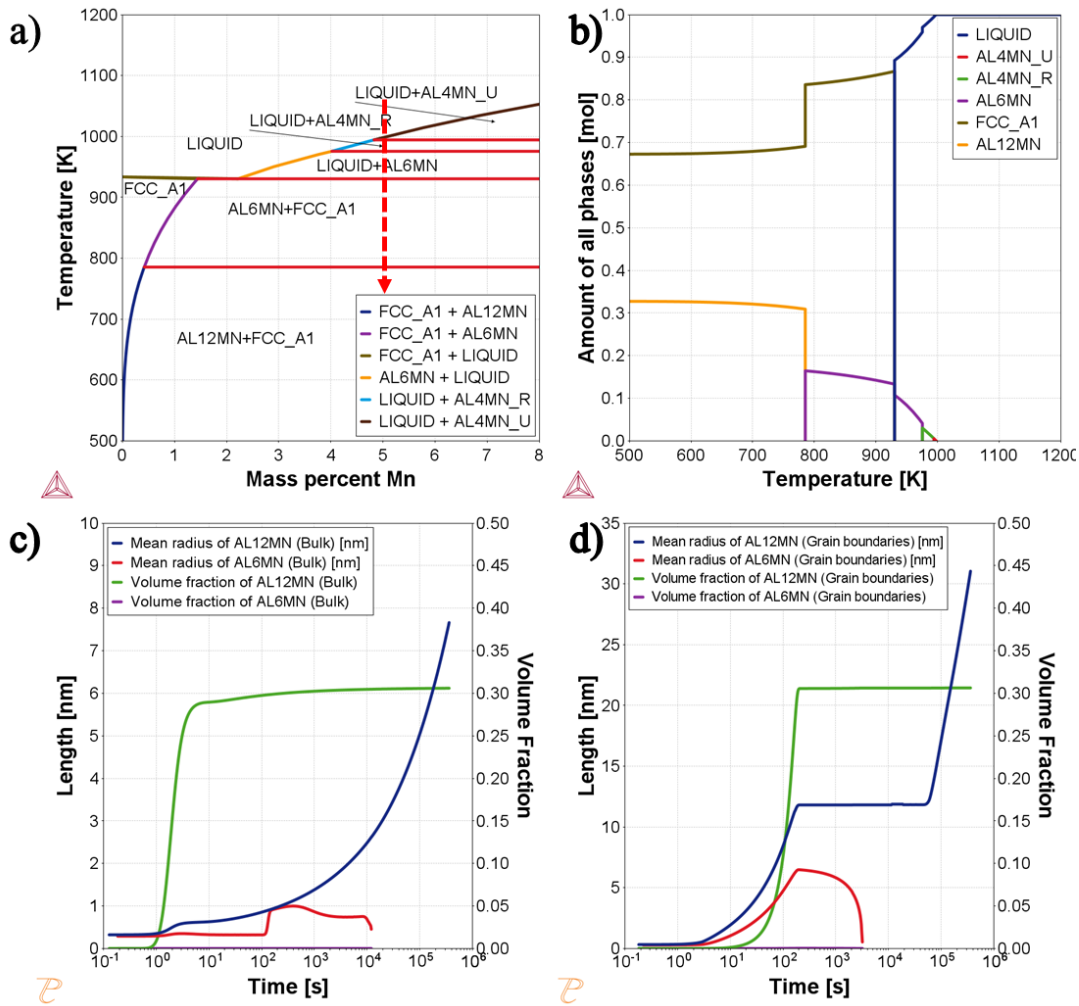 a)
1200
1100
1000
900
800
700
600
500
Temperature [K]
LIQUID+AL4MN_U
LIQUID+AL4MN_R
LIQUID
LIQUID+AL6MN
FCC_A1
AL6MN+FCC_A1
AL12MN+FCC_A1
FCC_A1 + AL12MN
FCC_A1 + AL6MN
FCC_A1 + LIQUID
AL6MN + LIQUID
LIQUID + AL4MN_R
LIQUID + AL4MN_U
0 1 2 3 4 5 6 7 8
Mass percent Mn
b)
1.0
0.9
0.8
0.7
0.6
0.5
0.4
0.3
0.2
0.1
0.0
Amount of all phases [mol]
LIQUID
AL4MN_U
AL4MN_R
AL6MN
FCC_A1
AL12MN
500 600 700 800 900 1000 1100 1200
Temperature [K]
c)
10
9
8
7
6
5
4
3
2
1
0
Length [nm]
Mean radius of AL12MN (Bulk) [nm]
Mean radius of AL6MN (Bulk) [nm]
Volume fraction of AL12MN (Bulk)
Volume fraction of AL6MN (Bulk)
0.50
0.45
0.40
0.35
0.30
0.25
0.20
0.15
0.10
0.05
0.00
Volume Fraction
10-1 100 101 102 103 104 105 106
Time [s]
d)
35
30
25
20
15
10
5
0
Length [nm]
Mean radius of AL12MN (Grain boundaries) [nm]
Mean radius of AL6MN (Grain boundaries) [nm]
Volume fraction of AL12MN (Grain boundaries)
Volume fraction of AL6MN (Grain boundaries)
0.50
0.45
0.40
0.35
0.30
0.25
0.20
0.15
0.10
0.05
0.00
Volume Fraction
10-1 100 101 102 103 104 105 106
Time [s]